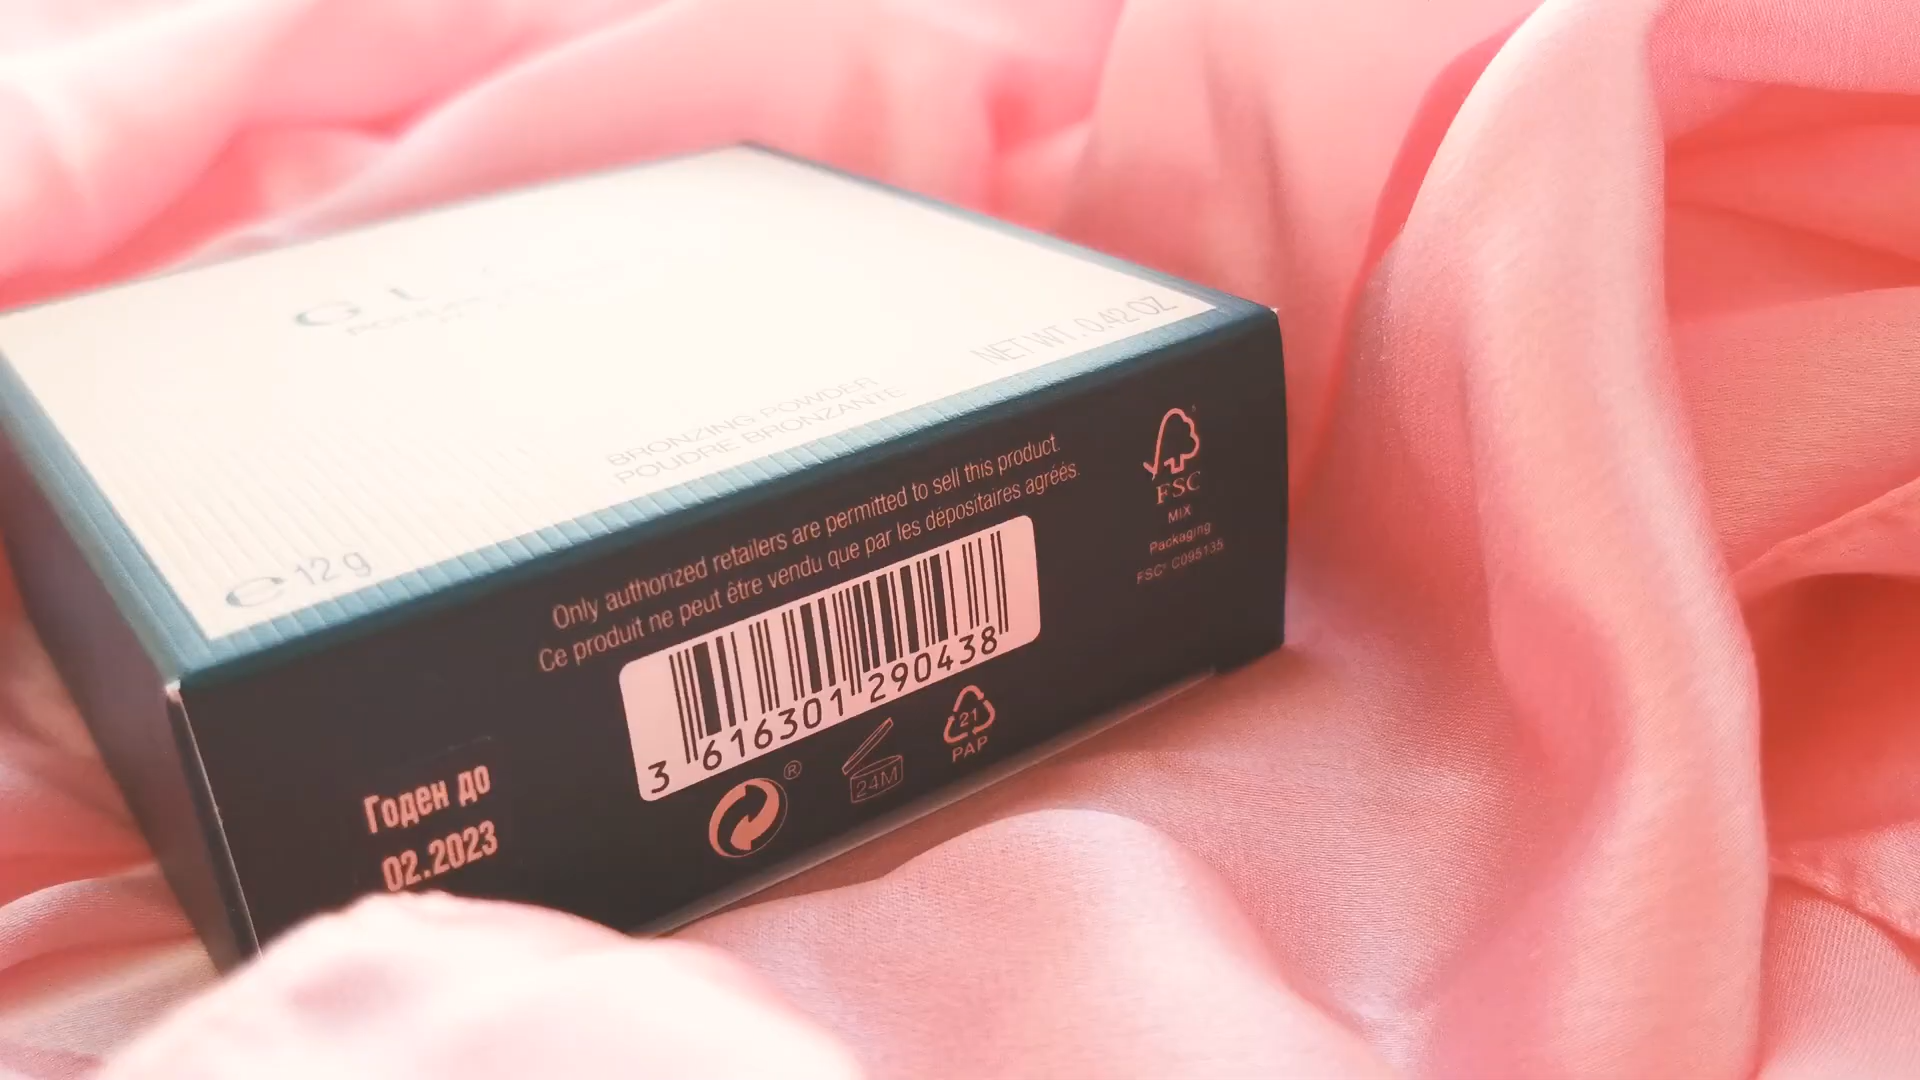 BRONZING POWDER
POUDRE BRONZANTE
NET WT. 0.42 OZ.
℮ 12 g
Only authorized retailers are permitted to sell this product.
Ce produit ne peut être vendu que par les dépositaires agréés.
3 616301 290438
FSC
MIX
Packaging
FSC® C095135
Годен до
02.2023
®
24M
21
PAP